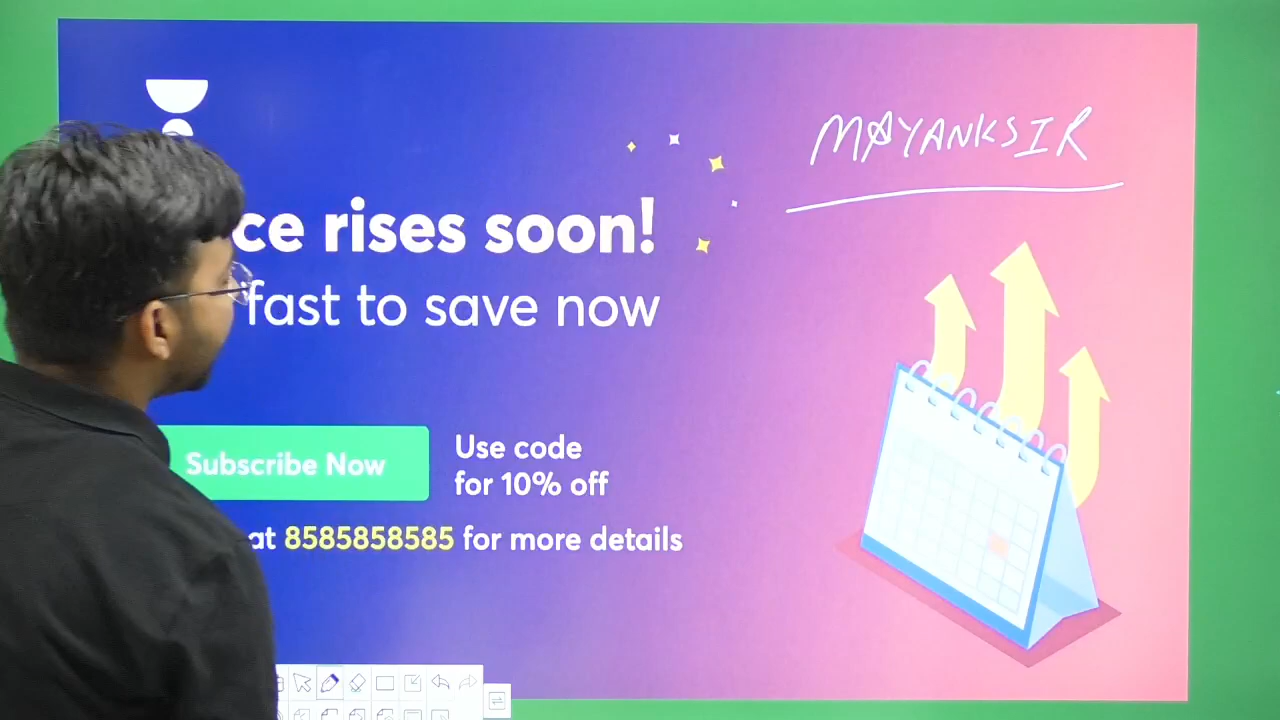 MAYANKSIR
ce rises soon!
fast to save now
Subscribe Now
Use code
for 10% off
at 8585858585 for more details